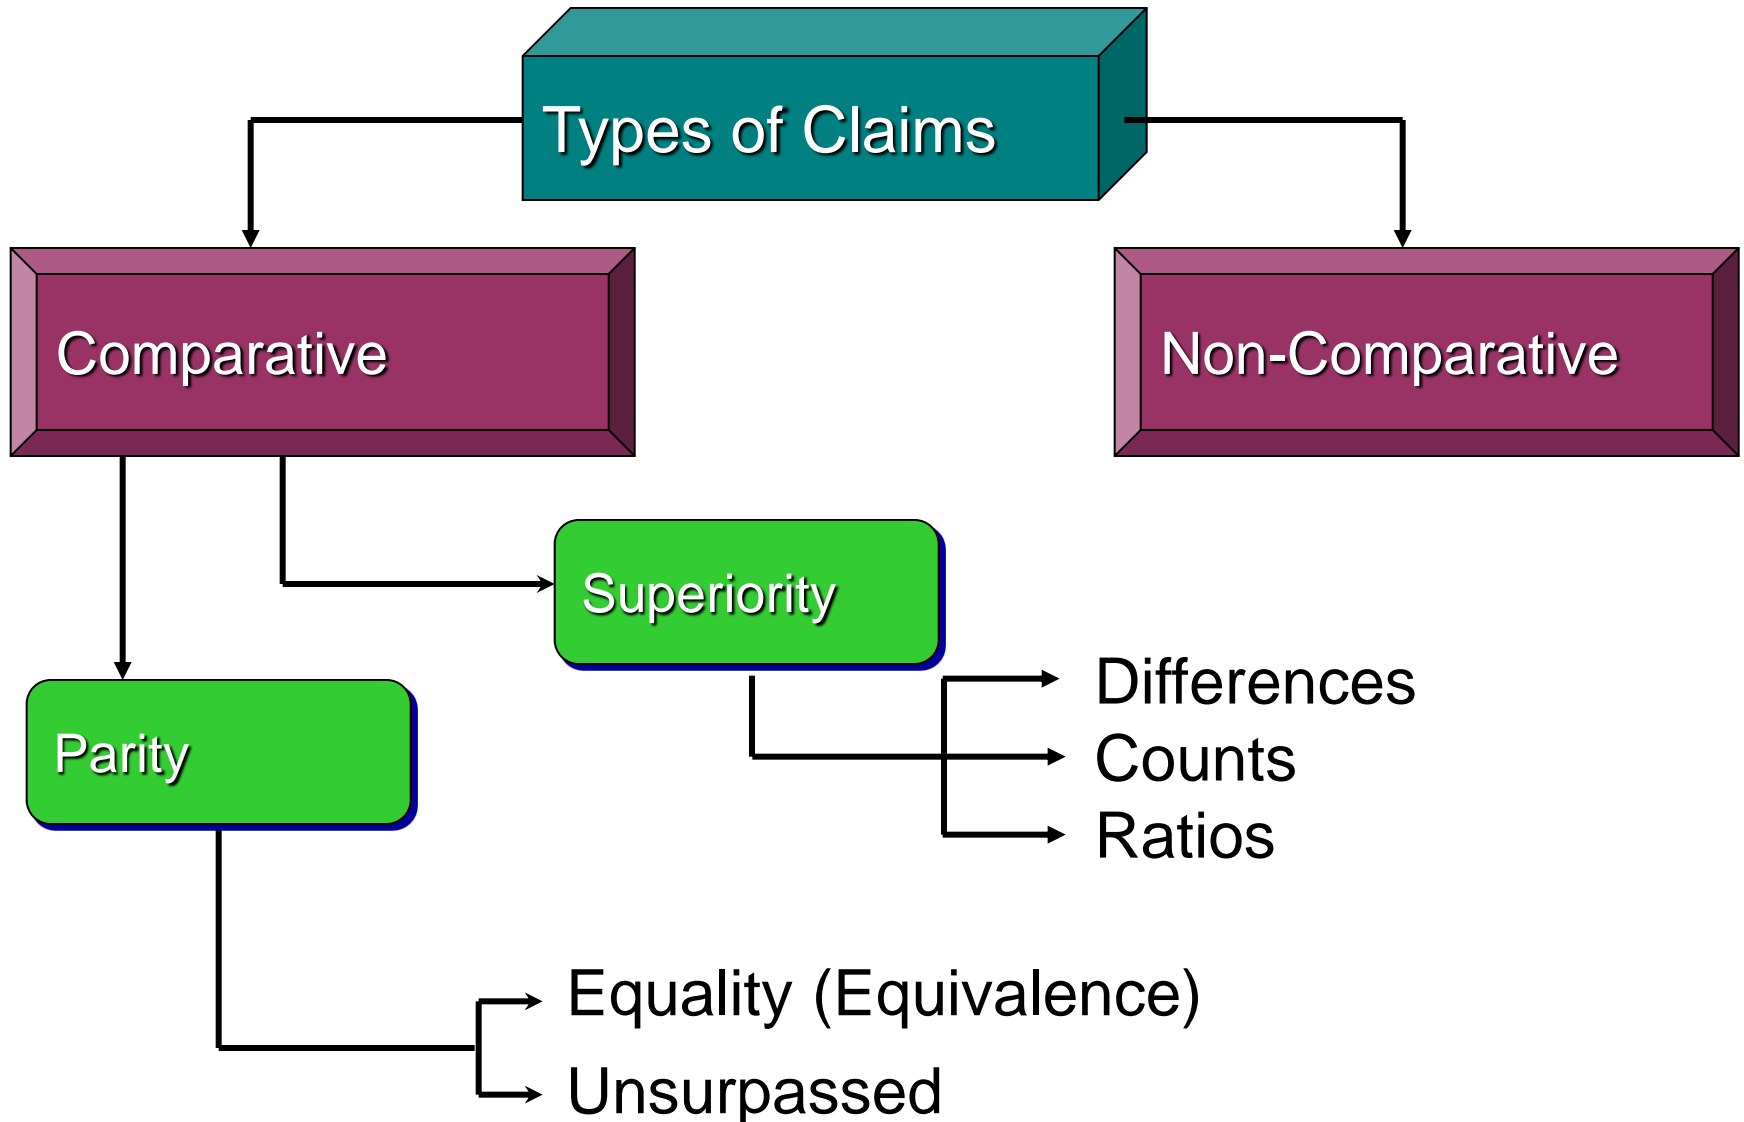 Types of Claims
Comparative
Non-Comparative
Superiority
Parity
Differences
Counts
Ratios
Equality (Equivalence)
Unsurpassed